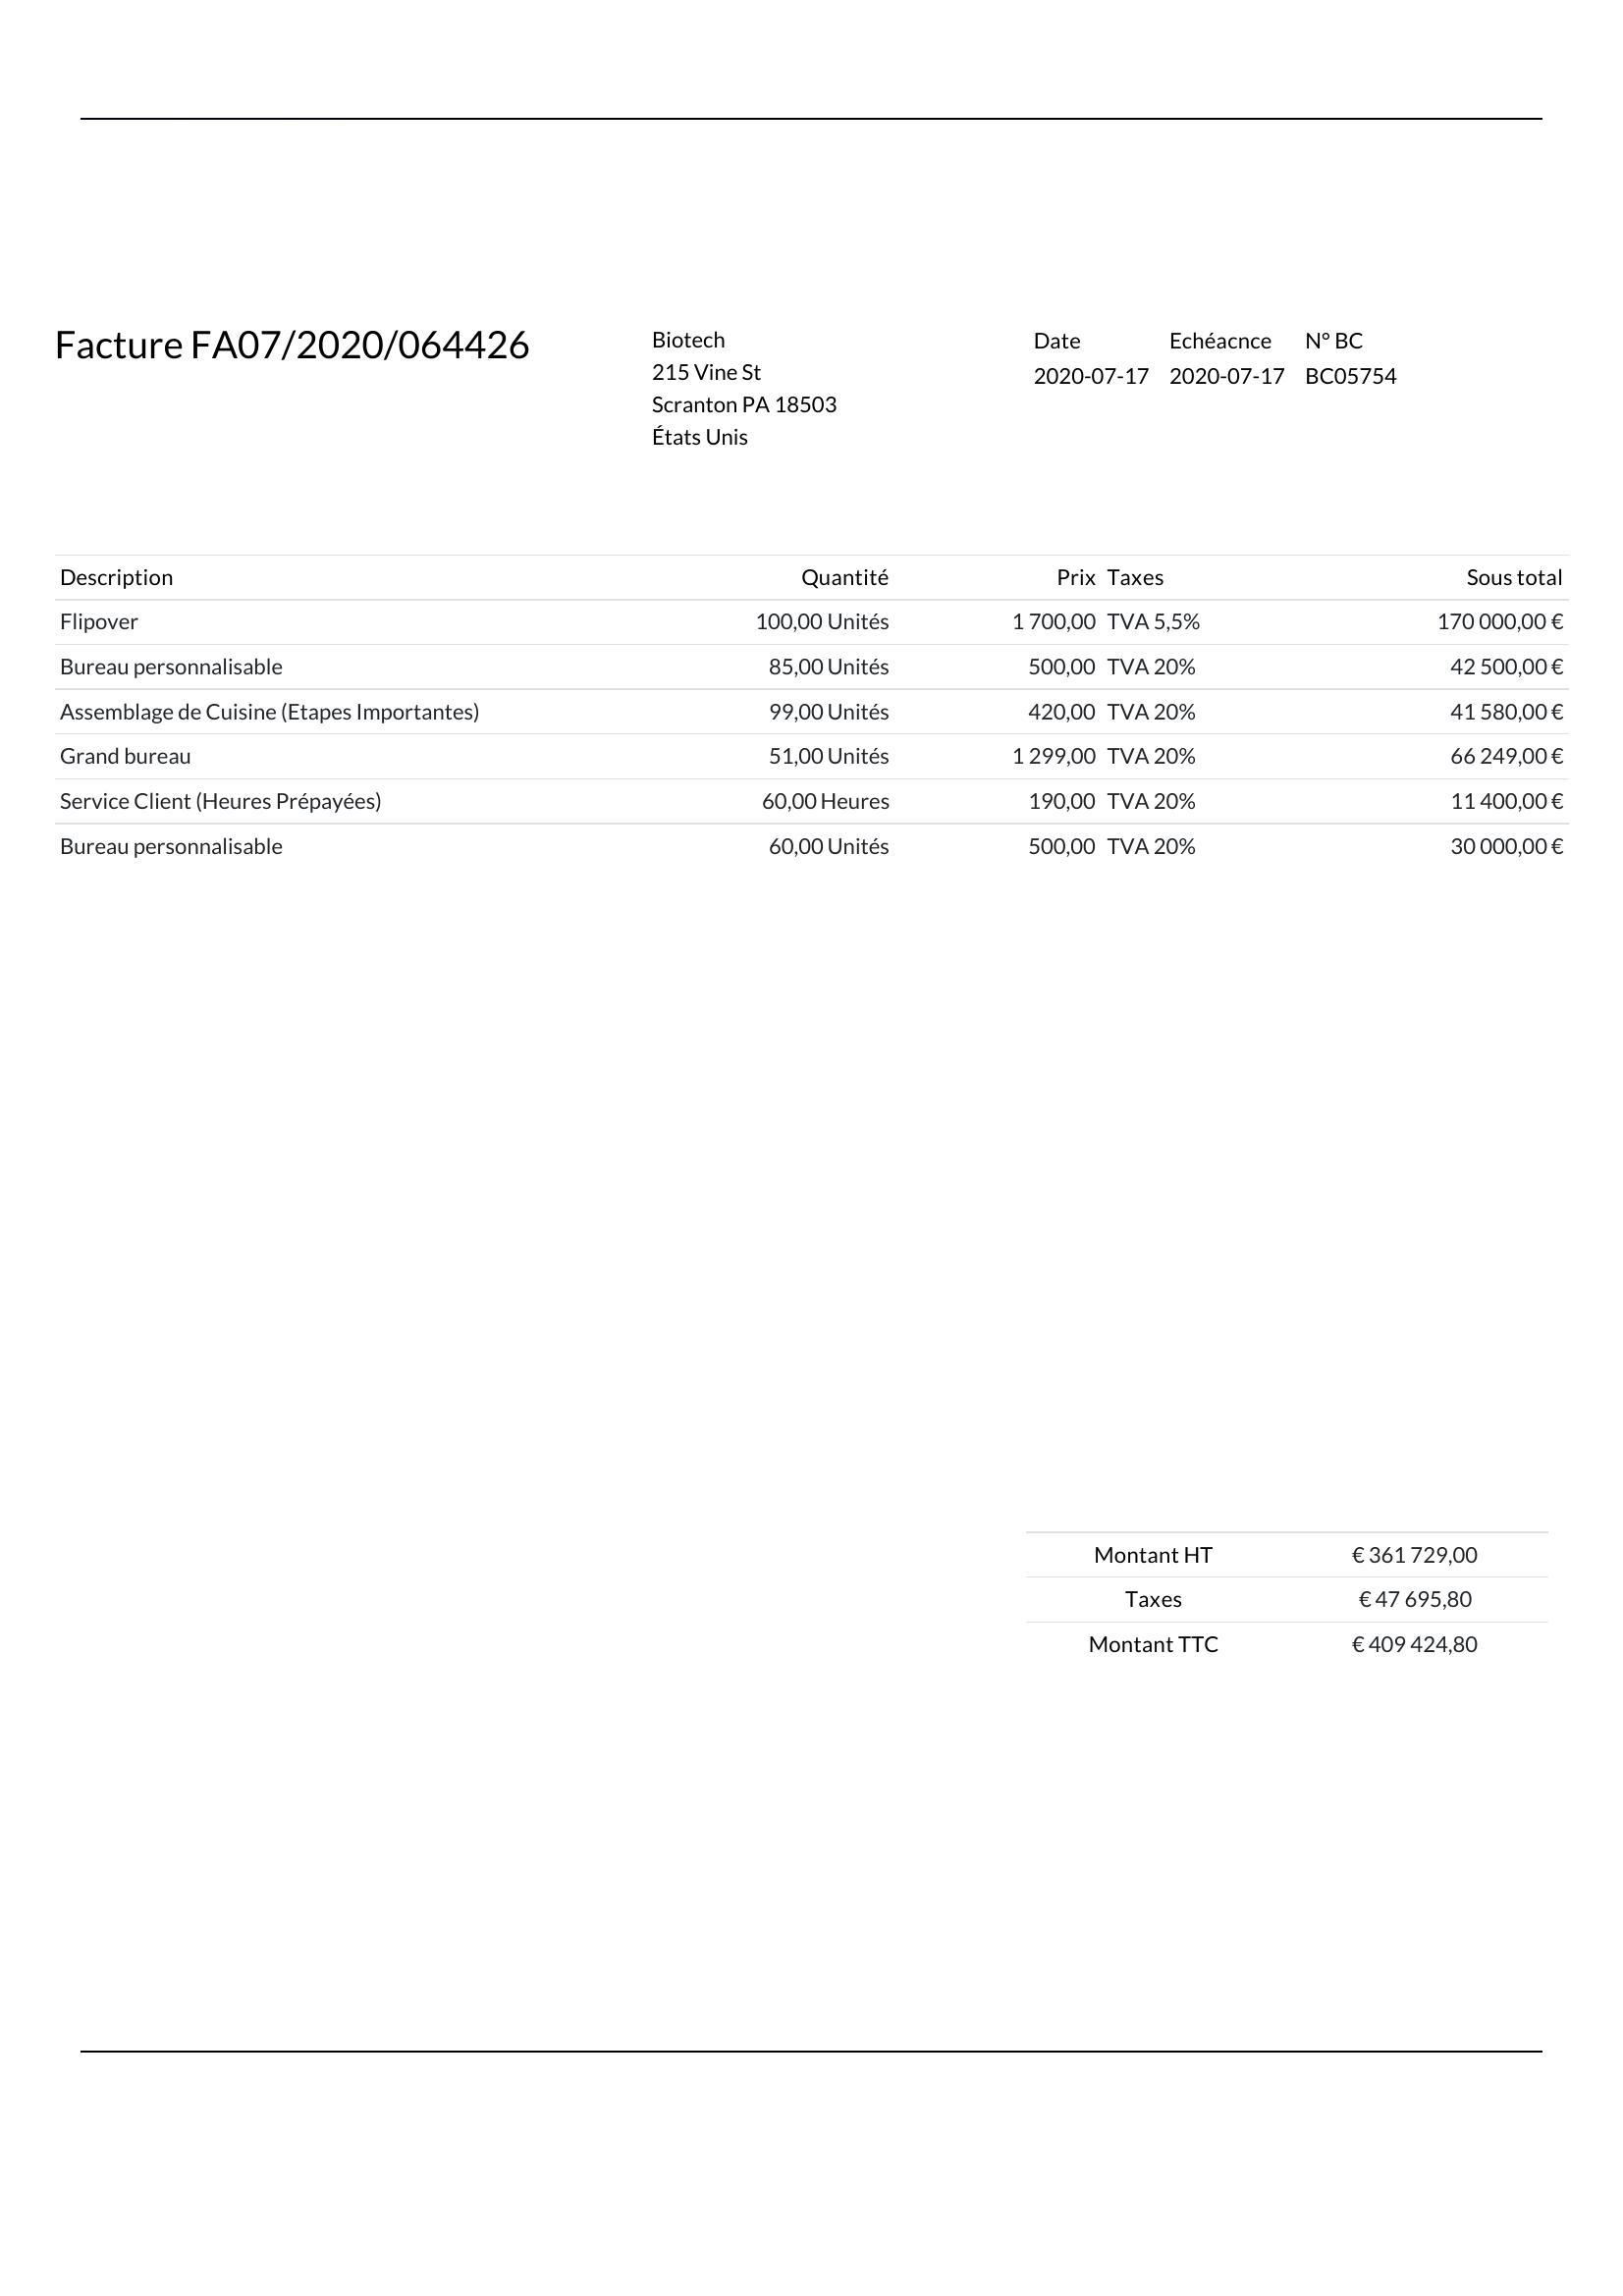 Facture FA07/2020/064426
Biotech
215 Vine St
Scranton PA 18503
États Unis
Date Echéacnce N° BC
2020-07-17 2020-07-17 BC05754
Description Quantité Prix Taxes Sous total
Flipover 100,00 Unités 1 700,00 TVA 5,5% 170 000,00 €
Bureau personnalisable 85,00 Unités 500,00 TVA 20% 42 500,00 €
Assemblage de Cuisine (Etapes Importantes) 99,00 Unités 420,00 TVA 20% 41 580,00 €
Grand bureau 51,00 Unités 1 299,00 TVA 20% 66 249,00 €
Service Client (Heures Prépayées) 60,00 Heures 190,00 TVA 20% 11 400,00 €
Bureau personnalisable 60,00 Unités 500,00 TVA 20% 30 000,00 €
Montant HT € 361 729,00
Taxes € 47 695,80
Montant TTC € 409 424,80